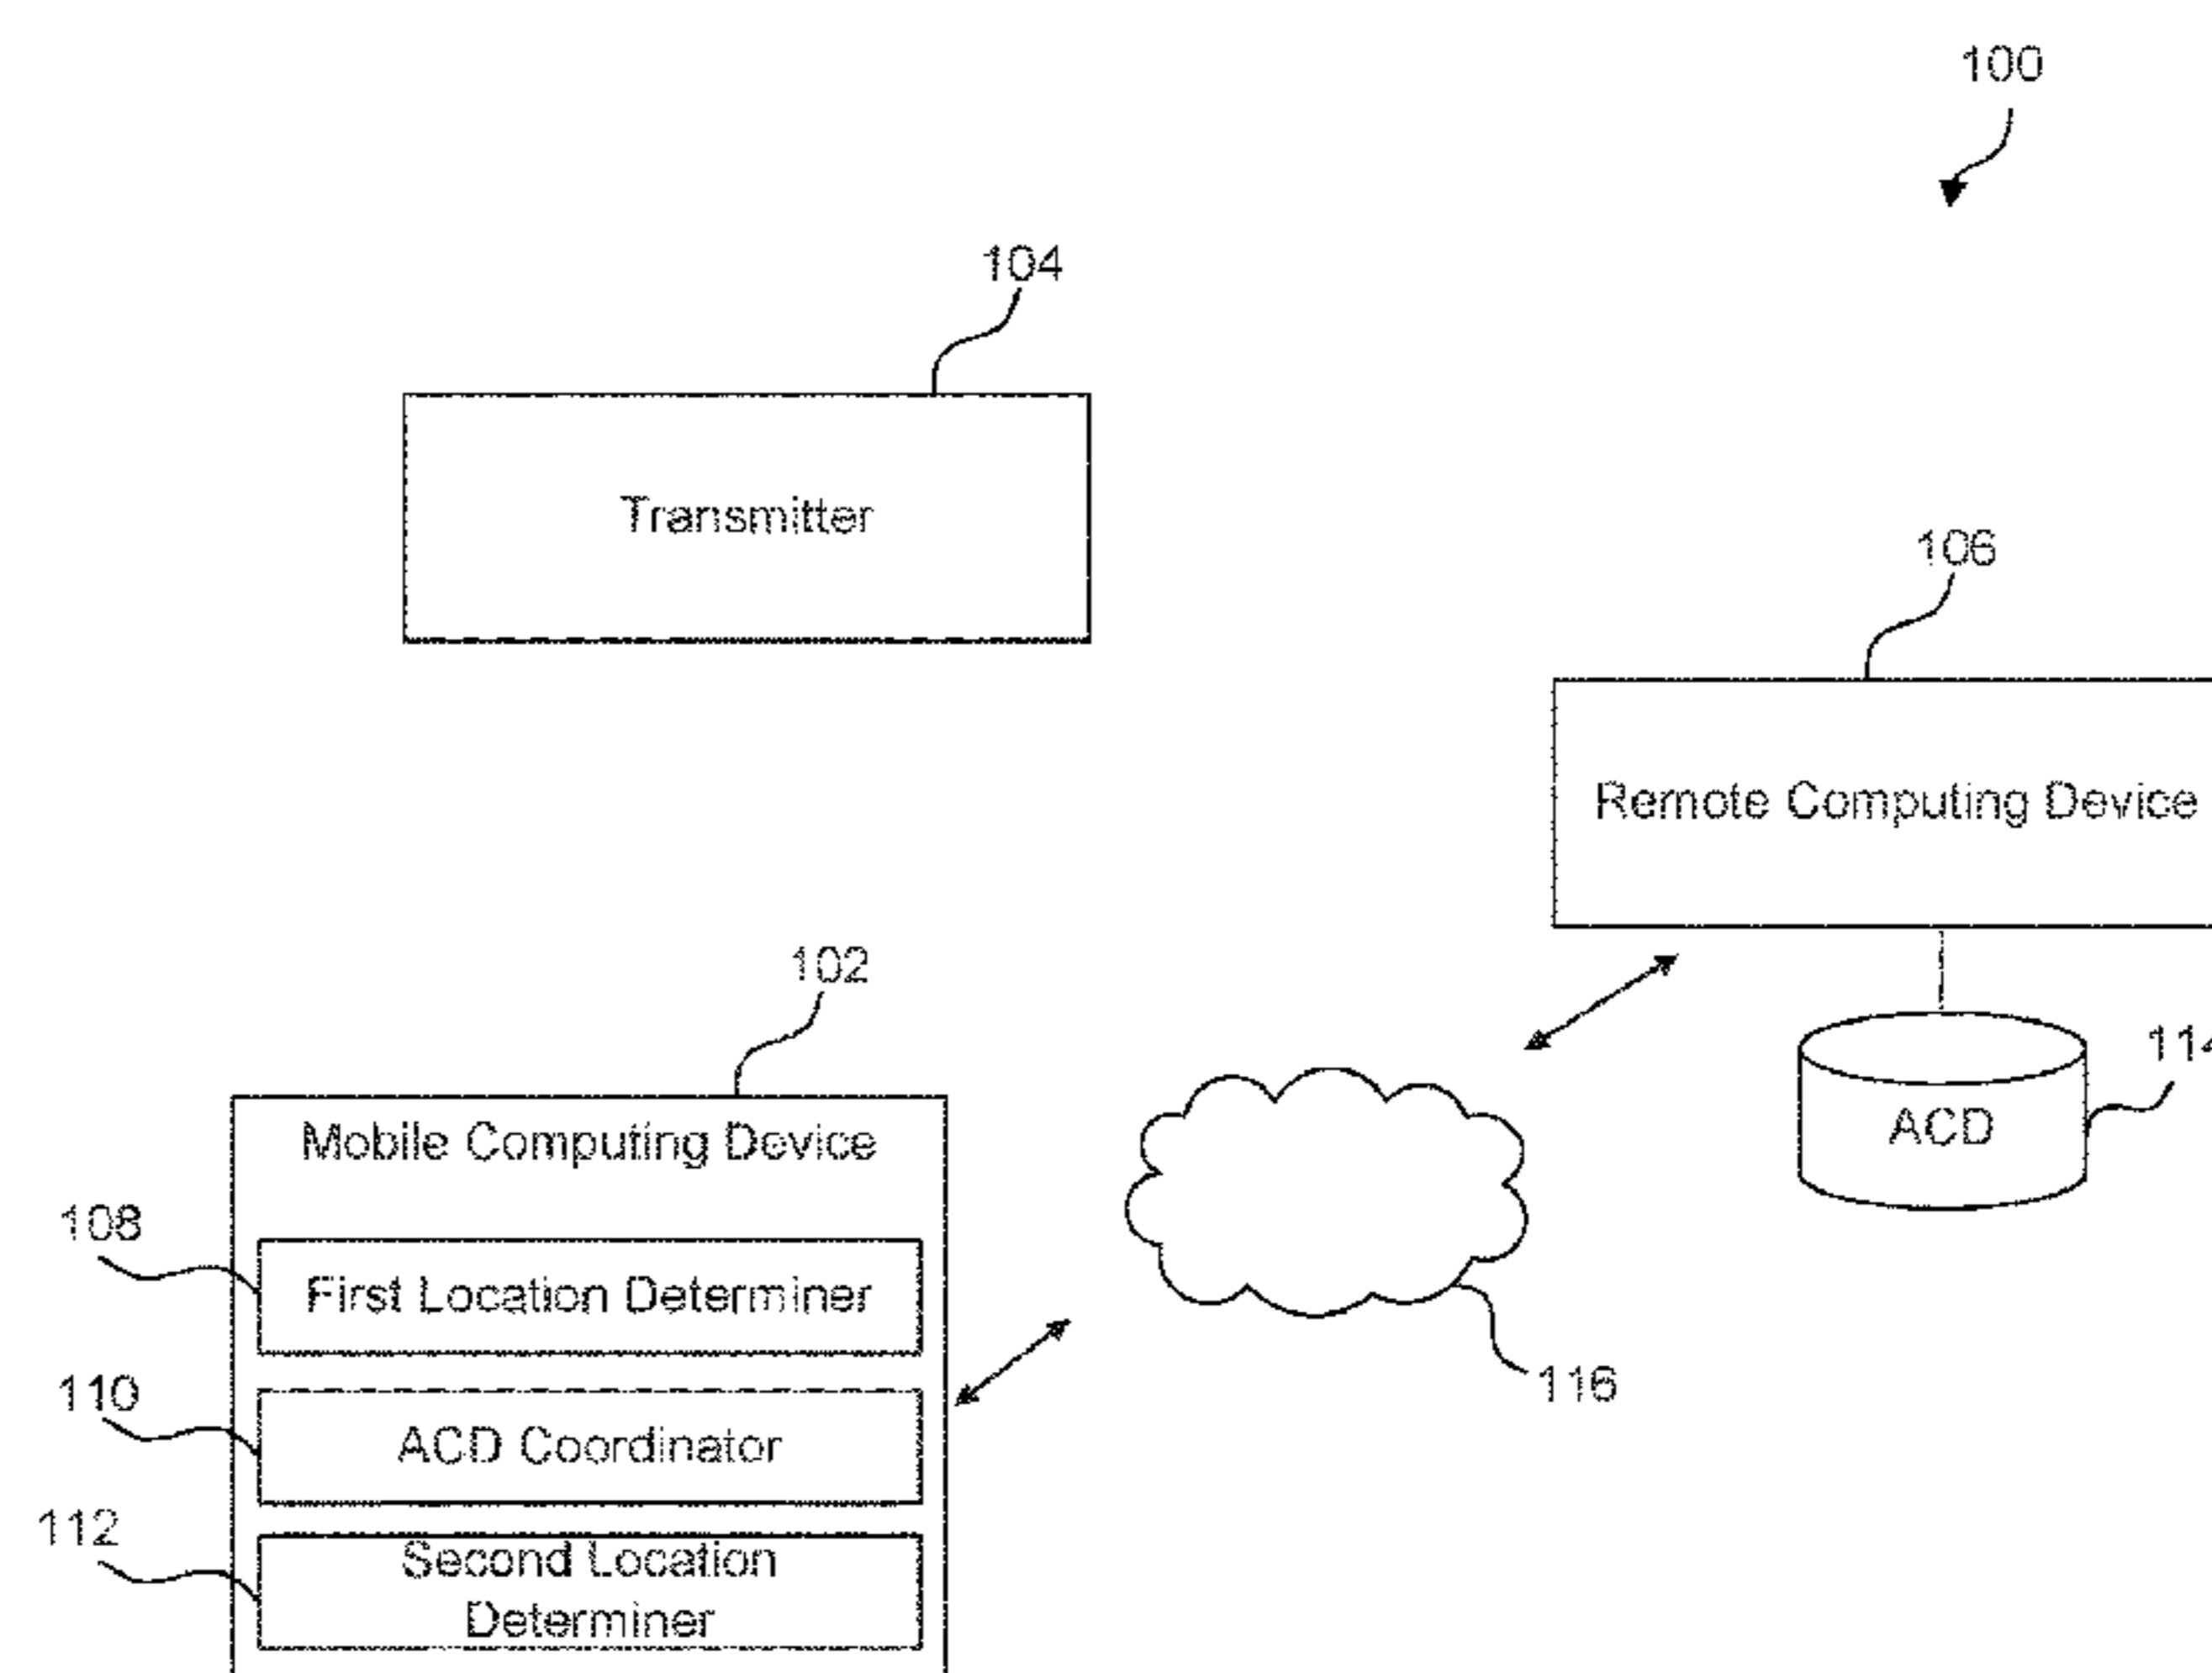 100
104
Transmitter
106
Remote Computing Device
102
Mobile Computing Device
114
ACD
108
First Location Determiner
116
110
ACD Coordinator
112
Second Location
Determiner